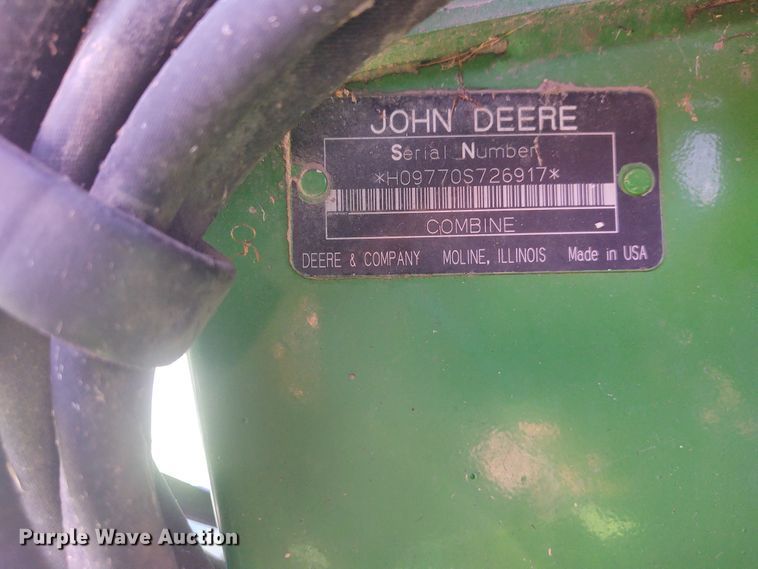 JOHN DEERE
Serial Number
*H09770S726917*
COMBINE
DEERE & COMPANY MOLINE, ILLINOIS Made in USA
Purple Wave Auction